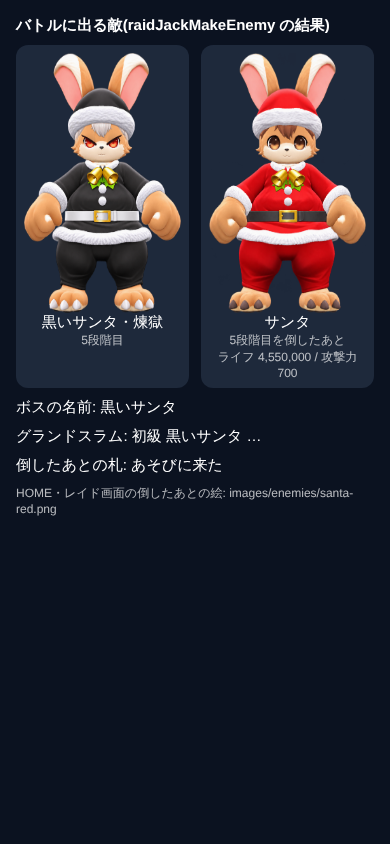 バトルに出る敵(raidJackMakeEnemy の結果)
黒いサンタ・煉獄
5段階目
サンタ
5段階目を倒したあと
ライフ 4,550,000 / 攻撃力
700
ボスの名前: 黒いサンタ
グランドスラム: 初級 黒いサンタ …
倒したあとの札: あそびに来た
HOME・レイド画面の倒したあとの絵: images/enemies/santa-
red.png